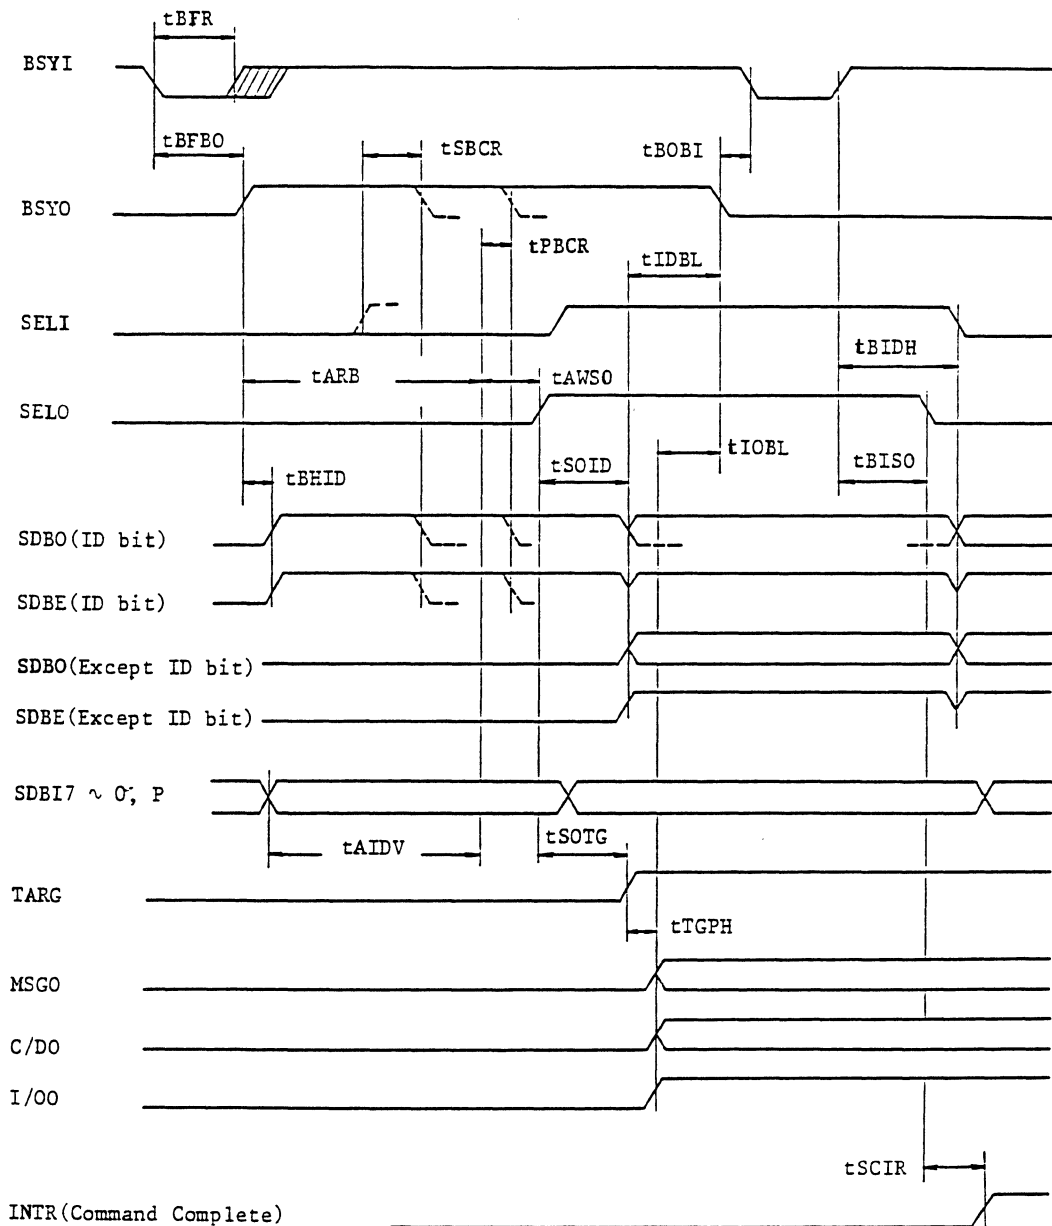 tBFR
BSYI
tBFBO
tSBCR
tBOBI
BSYO
tPBCR
tIDBL
SELI
tBIDH
tARB
tAWSO
SELO
tIOBL
tSOID
tBISO
tBHID
SDBO(ID bit)
SDBE(ID bit)
SDBO(Except ID bit)
SDBE(Except ID bit)
SDBI7 ~ 0, P
tSOTG
tAIDV
TARG
tTGPH
MSGO
C/DO
I/OO
tSCIR
INTR(Command Complete)